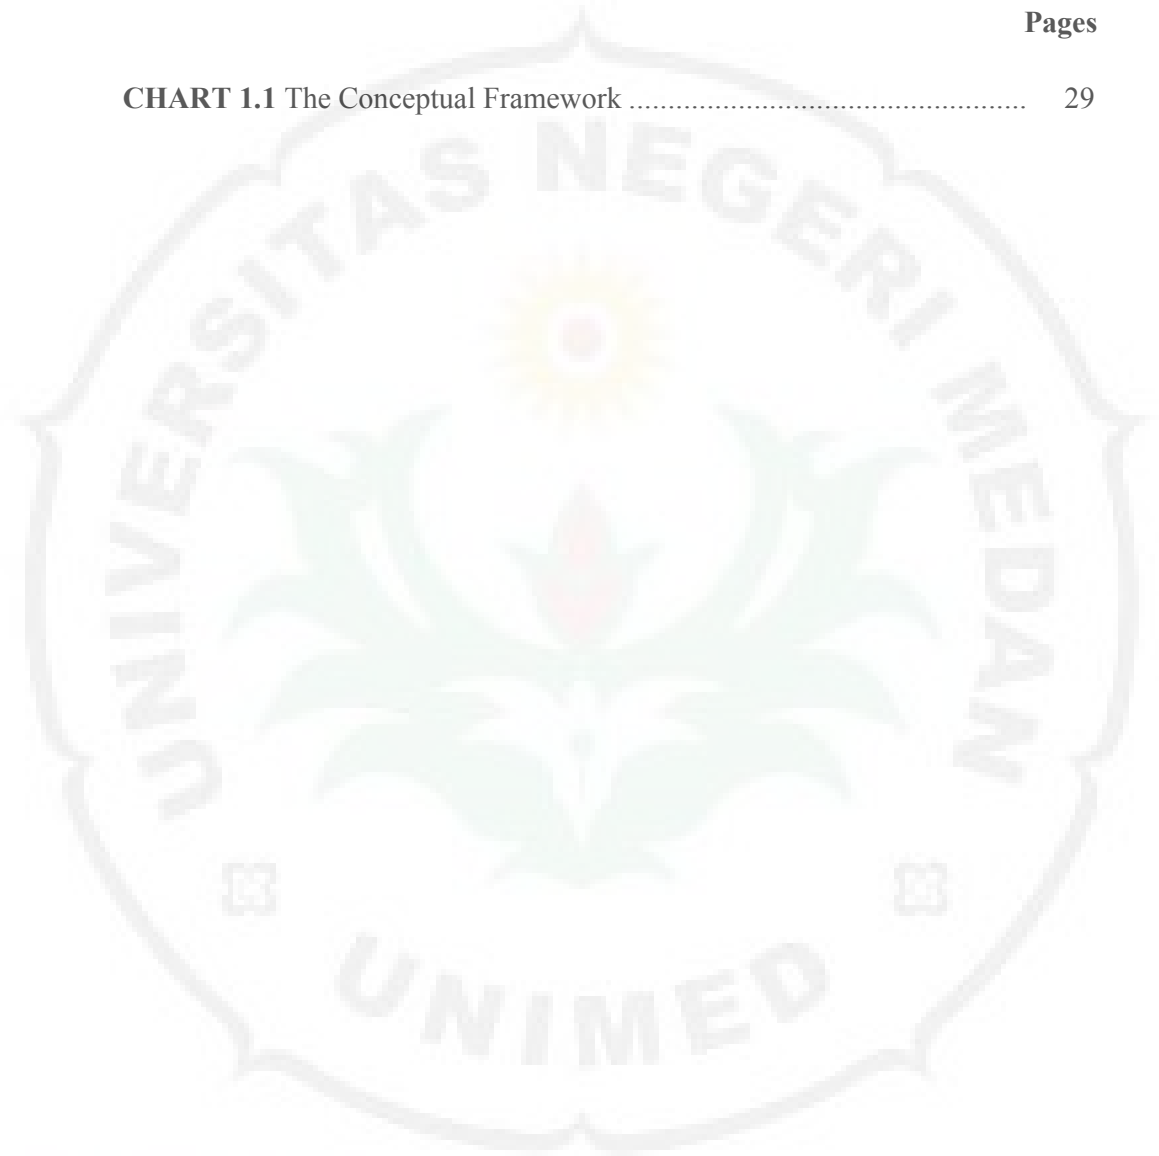 Pages
CHART 1.1 The Conceptual Framework .................................................... 29
UNIVERSITAS NEGERI MEDAN
UNIMED